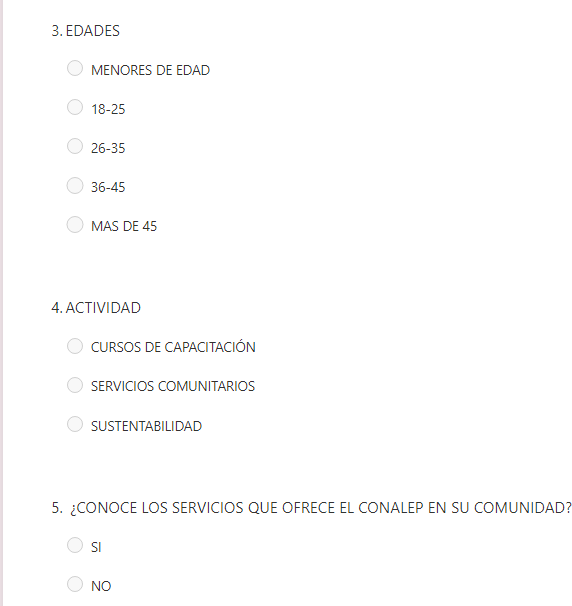 3. EDADES
MENORES DE EDAD
18-25
26-35
36-45
MAS DE 45
4. ACTIVIDAD
CURSOS DE CAPACITACIÓN
SERVICIOS COMUNITARIOS
SUSTENTABILIDAD
5. ¿CONOCE LOS SERVICIOS QUE OFRECE EL CONALEP EN SU COMUNIDAD?
SI
NO